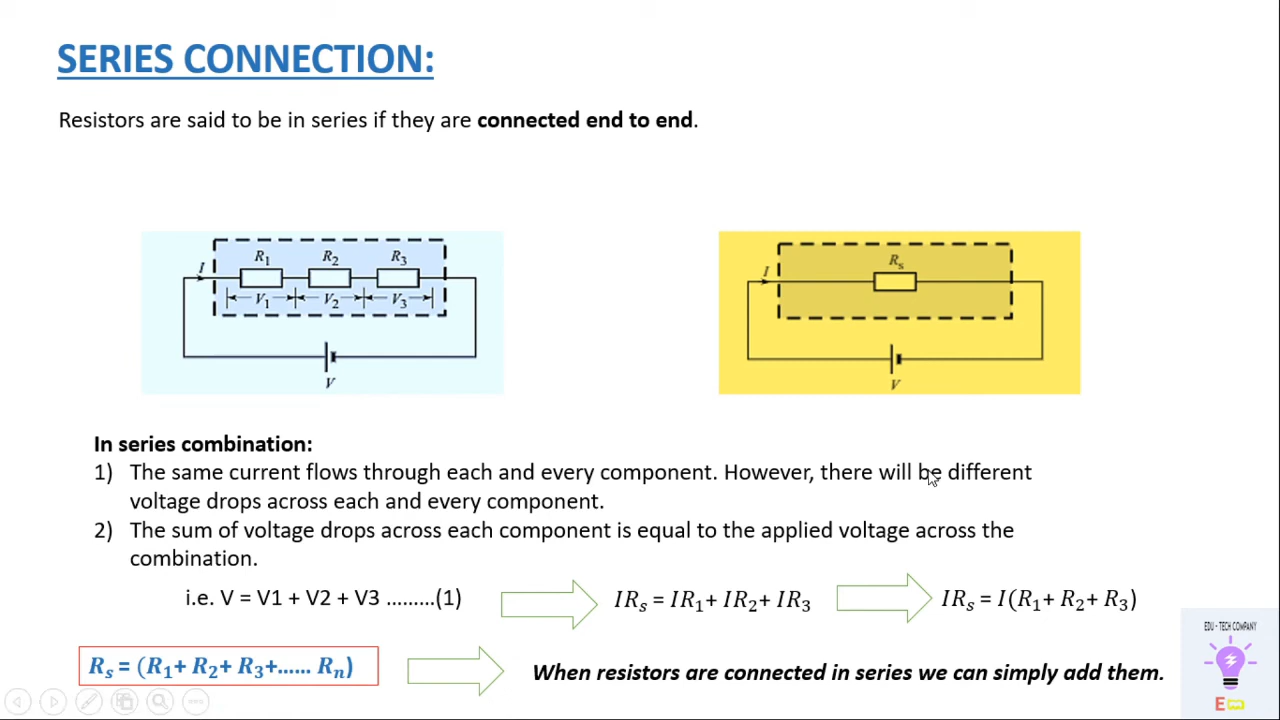 SERIES CONNECTION:
Resistors are said to be in series if they are connected end to end.
R₁ R₂ R₃
I
V₁ V₂ V₃
V
Rₛ
I
V
In series combination:
1) The same current flows through each and every component. However, there will be different
voltage drops across each and every component.
2) The sum of voltage drops across each component is equal to the applied voltage across the
combination.
i.e. V = V1 + V2 + V3 .........(1)
IRₛ = IR₁+ IR₂+ IR₃
IRₛ = I(R₁+ R₂+ R₃)
Rₛ = (R₁+ R₂+ R₃+...... Rₙ)
When resistors are connected in series we can simply add them.
EDU - TECH COMPANY
E